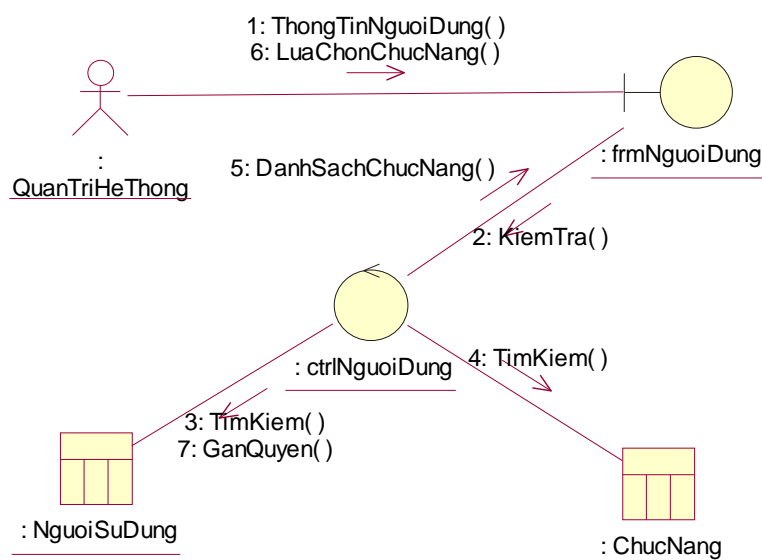 1: ThongTinNguoiDung( )
6: LuaChonChucNang( )
:
QuanTriHeThong
: frmNguoiDung
5: DanhSachChucNang( )
2: KiemTra( )
: ctrlNguoiDung
4: TimKiem( )
3: TimKiem( )
7: GanQuyen( )
: NguoiSuDung
: ChucNang